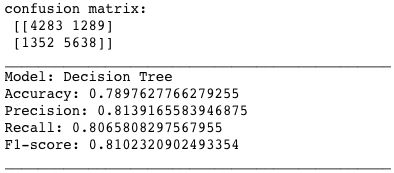 confusion matrix:
[[4283 1289]
[1352 5638]]
Model: Decision Tree
Accuracy: 0.7897627766279255
Precision: 0.8139165583946875
Recall: 0.8065808297567955
F1-score: 0.8102320902493354